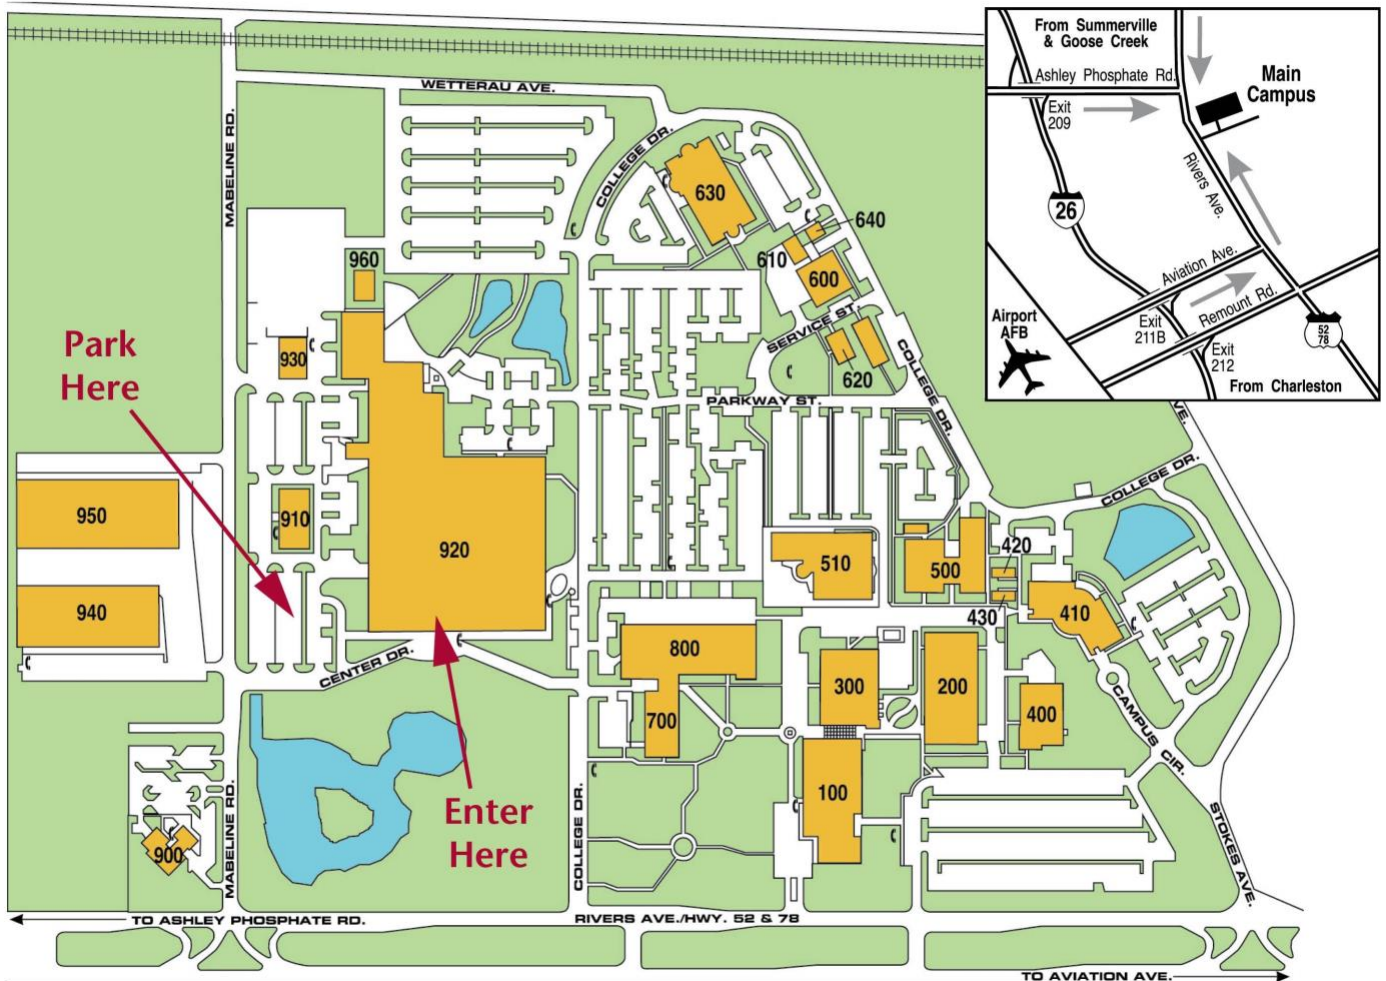 WETTERAU AVE.
MABELINE RD.
COLLEGE DR.
630
640
610
600
960
SERVICE ST.
620
COLLEGE DR.
Park
Here
930
PARKWAY ST.
950
910
920
510
500
420
430
410
940
COLLEGE DR.
AVE.
CENTER DR.
800
700
300
200
400
100
CAMPUS CIR.
STOKES AVE.
Enter
Here
900
MABELINE RD.
COLLEGE DR.
TO ASHLEY PHOSPHATE RD.
RIVERS AVE./HWY. 52 & 78
TO AVIATION AVE.
From Summerville
& Goose Creek
Ashley Phosphate Rd.
Main
Campus
Exit
209
Rivers Ave.
26
Aviation Ave.
Remount Rd.
Airport
AFB
Exit
211B
Exit
212
52
78
From Charleston